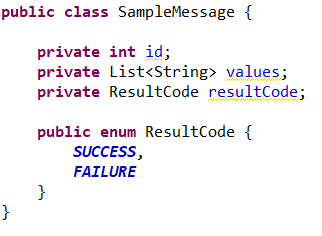 public class SampleMessage {
    private int id;
    private List<String> values;
    private ResultCode resultCode;
    public enum ResultCode {
        SUCCESS,
        FAILURE
    }
}